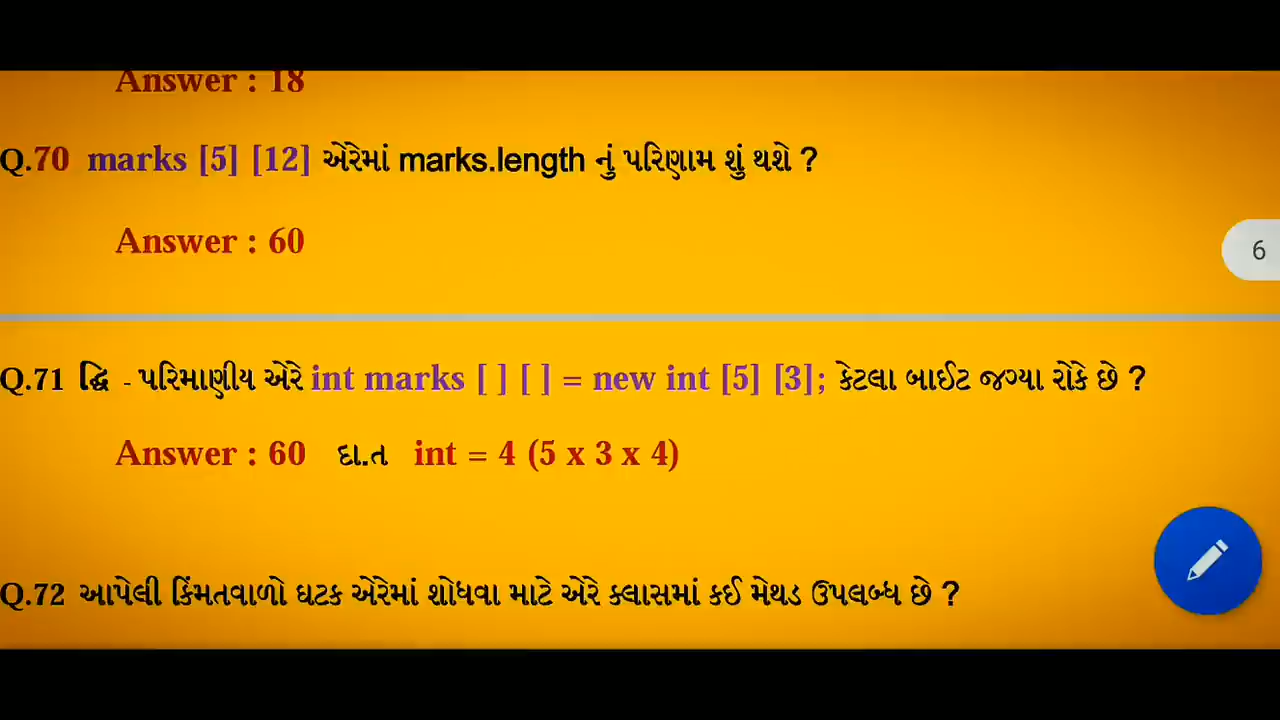 Answer : 18
Q.70 marks [5] [12] એરેમાં marks.length નું પરિણામ શું થશે ?
Answer : 60
6
Q.71 દ્વિ - પરિમાણીય એરે int marks [ ] [ ] = new int [5] [3]; કેટલા બાઈટ જગ્યા રોકે છે ?
Answer : 60 દા.ત int = 4 (5 x 3 x 4)
Q.72 આપેલી કિંમતવાળો ઘટક એરેમાં શોધવા માટે એરે ક્લાસમાં કઈ મેથડ ઉપલબ્ધ છે ?